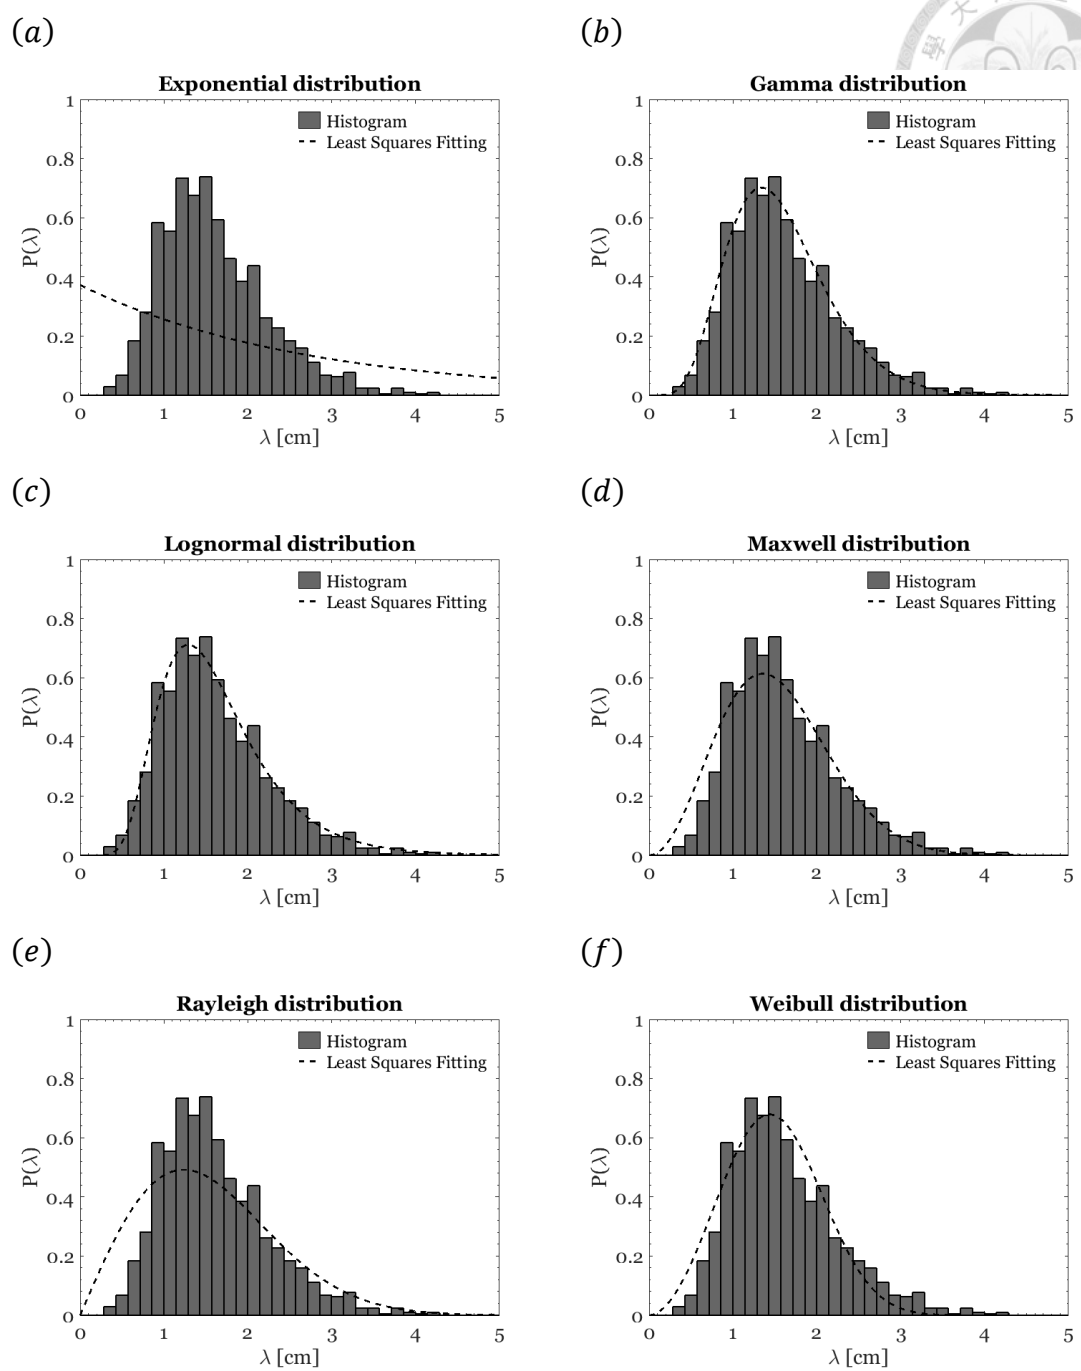 (a)
Exponential distribution
Histogram
Least Squares Fitting
P(λ)
1
0.8
0.6
0.4
0.2
0
0 1 2 3 4 5
λ [cm]
(b)
Gamma distribution
Histogram
Least Squares Fitting
P(λ)
1
0.8
0.6
0.4
0.2
0
0 1 2 3 4 5
λ [cm]
(c)
Lognormal distribution
Histogram
Least Squares Fitting
P(λ)
1
0.8
0.6
0.4
0.2
0
0 1 2 3 4 5
λ [cm]
(d)
Maxwell distribution
Histogram
Least Squares Fitting
P(λ)
1
0.8
0.6
0.4
0.2
0
0 1 2 3 4 5
λ [cm]
(e)
Rayleigh distribution
Histogram
Least Squares Fitting
P(λ)
1
0.8
0.6
0.4
0.2
0
0 1 2 3 4 5
λ [cm]
(f)
Weibull distribution
Histogram
Least Squares Fitting
P(λ)
1
0.8
0.6
0.4
0.2
0
0 1 2 3 4 5
λ [cm]
學 大